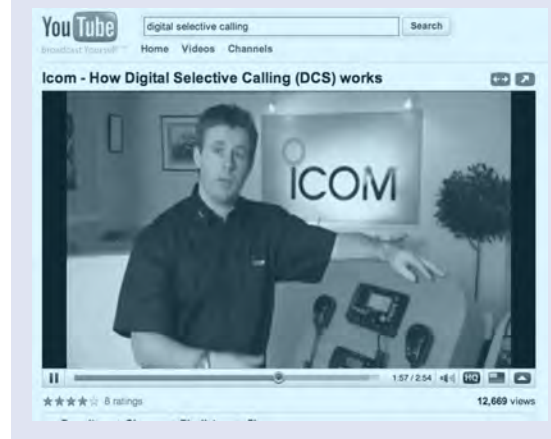 YouTube digital selective calling Search
Broadcast Yourself™ Home Videos Channels
Icom - How Digital Selective Calling (DCS) works
ICOM
1:57 / 2:54 HQ
8 ratings 12,669 views